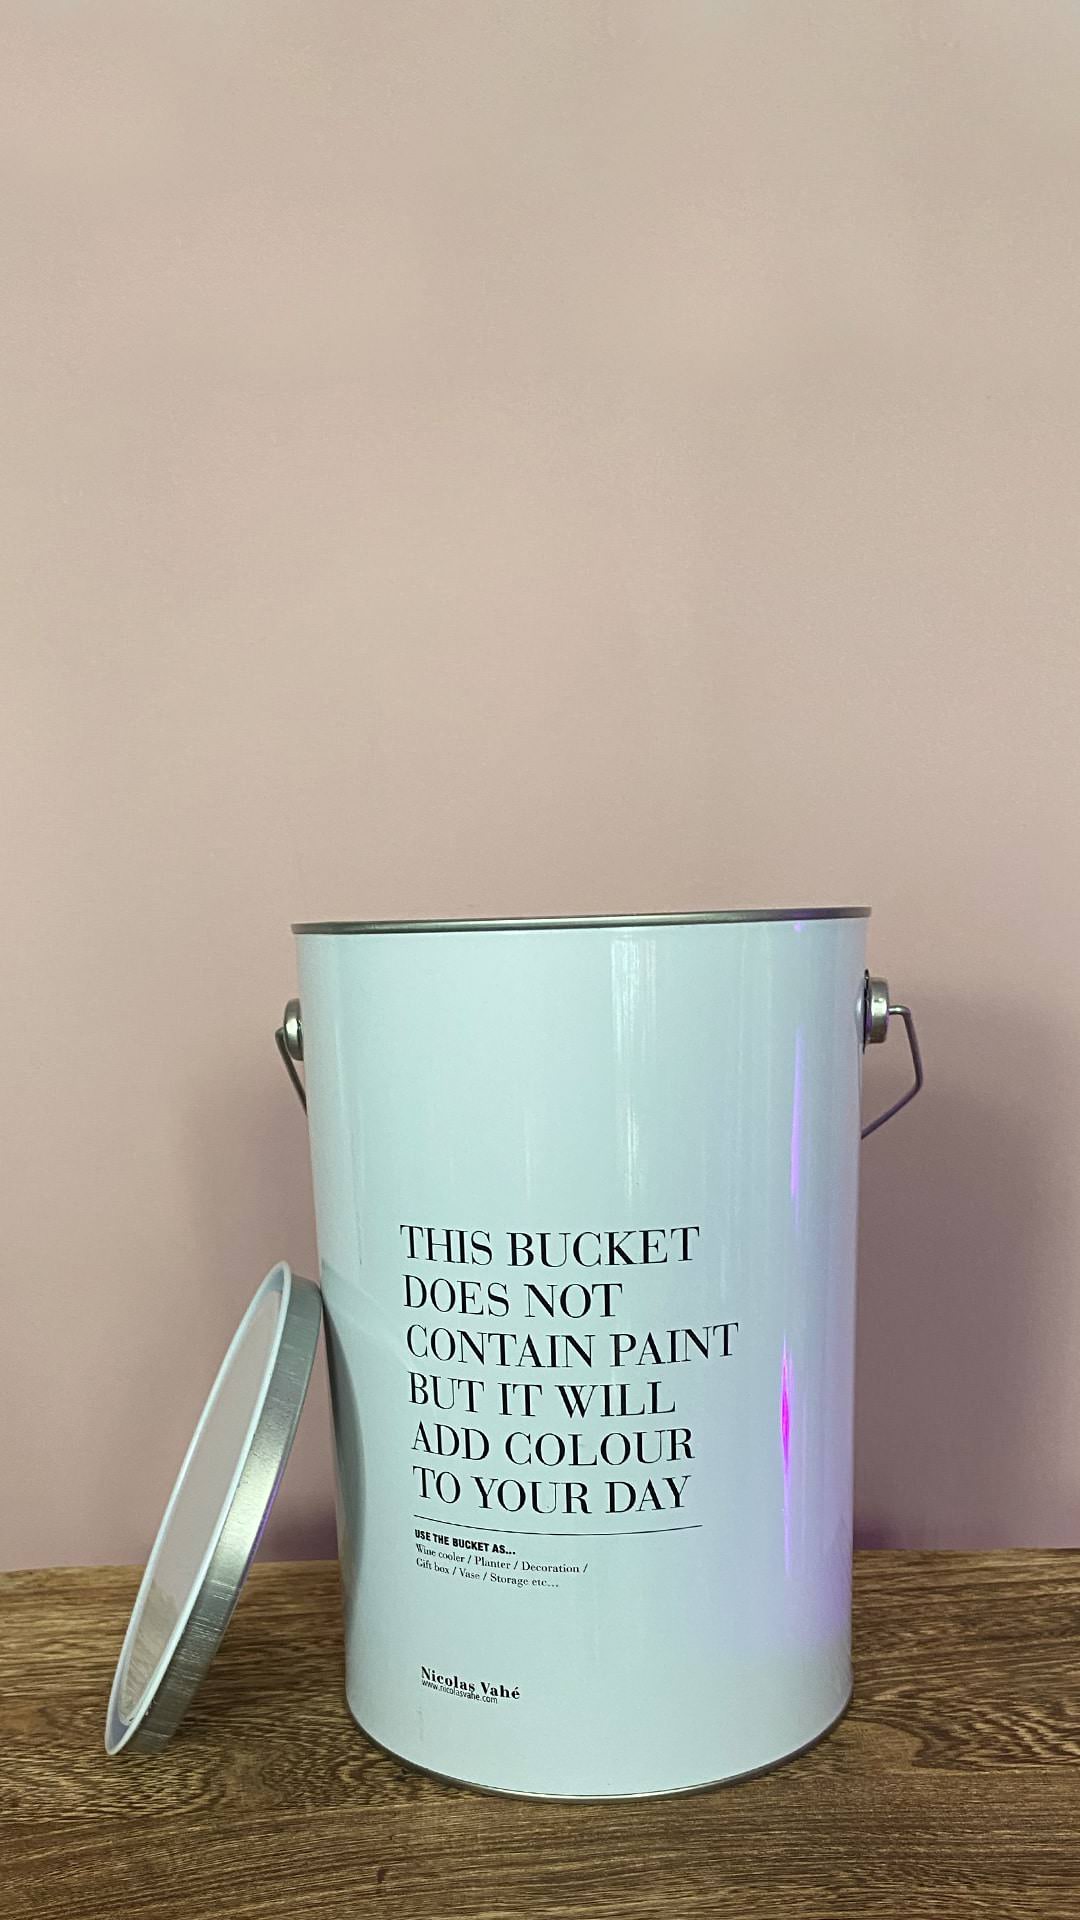 THIS BUCKET
DOES NOT
CONTAIN PAINT
BUT IT WILL
ADD COLOUR
TO YOUR DAY
USE THE BUCKET AS...
Wine cooler / Planter / Decoration /
Gift box / Vase / Storage etc...
Nicolas Vahé
www.nicolasvahe.com